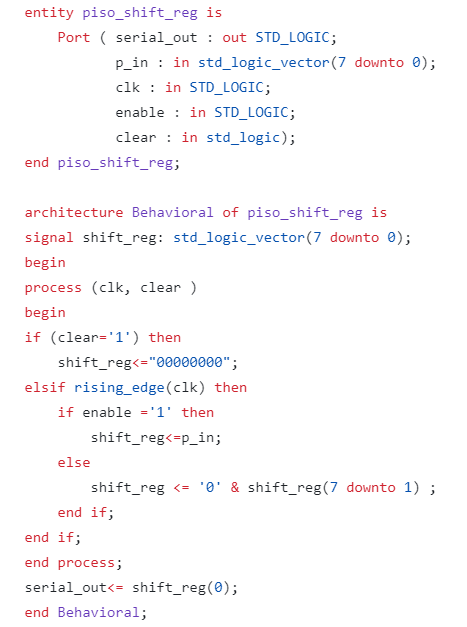 entity piso_shift_reg is
    Port ( serial_out : out STD_LOGIC;
           p_in : in std_logic_vector(7 downto 0);
           clk : in STD_LOGIC;
           enable : in STD_LOGIC;
           clear : in std_logic);
end piso_shift_reg;

architecture Behavioral of piso_shift_reg is
signal shift_reg: std_logic_vector(7 downto 0);
begin
process (clk, clear )
begin
if (clear='1') then
    shift_reg<="00000000";
elsif rising_edge(clk) then
    if enable ='1' then
        shift_reg<=p_in;
    else
        shift_reg <= '0' & shift_reg(7 downto 1) ;
    end if;
end if;
end process;
serial_out<= shift_reg(0);
end Behavioral;